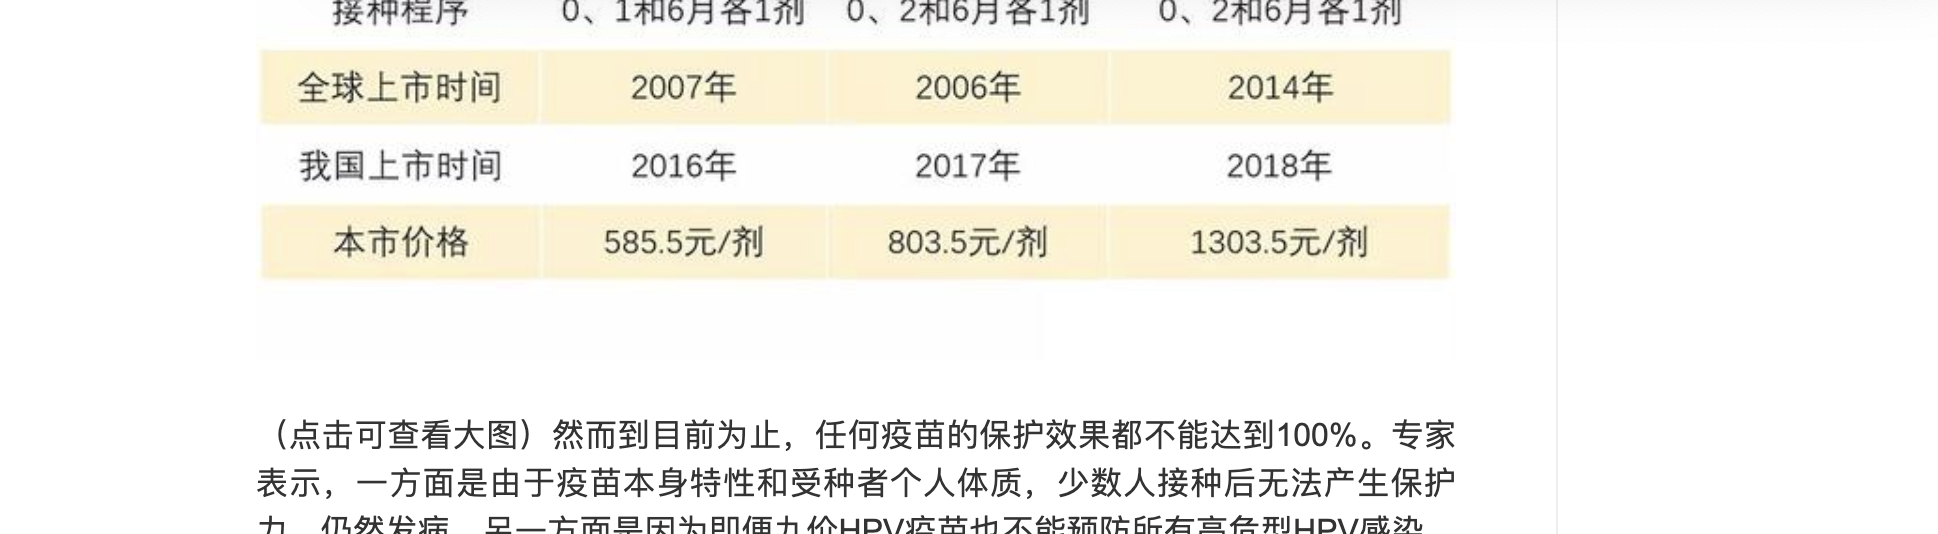 接种程序 0、1和6月各1剂 0、2和6月各1剂 0、2和6月各1剂
全球上市时间 2007年 2006年 2014年
我国上市时间 2016年 2017年 2018年
本市价格 585.5元/剂 803.5元/剂 1303.5元/剂
（点击可查看大图）然而到目前为止，任何疫苗的保护效果都不能达到100%。专家
表示，一方面是由于疫苗本身特性和受种者个人体质，少数人接种后无法产生保护
力，仍然发病，另一方面是因为即便九价HPV疫苗也不能预防所有高危型HPV感染